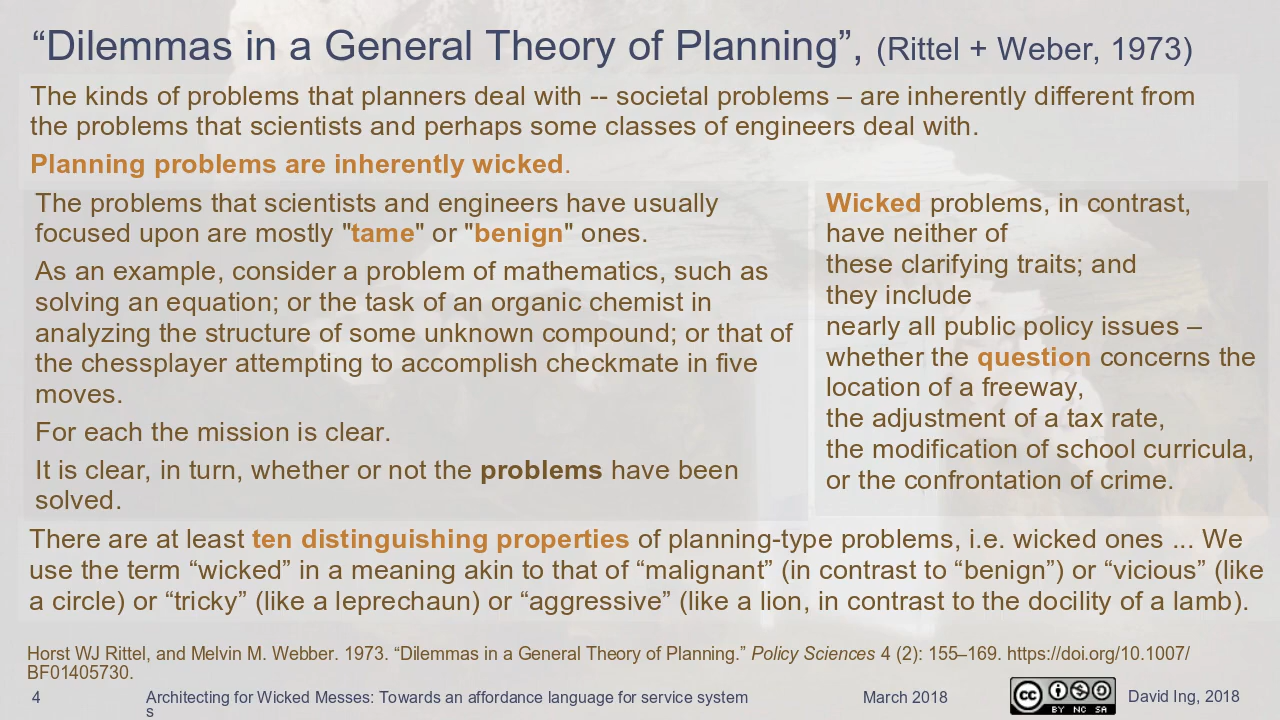 “Dilemmas in a General Theory of Planning”, (Rittel + Weber, 1973)
The kinds of problems that planners deal with -- societal problems – are inherently different from
the problems that scientists and perhaps some classes of engineers deal with.
Planning problems are inherently wicked.
The problems that scientists and engineers have usually
focused upon are mostly "tame" or "benign" ones.
As an example, consider a problem of mathematics, such as
solving an equation; or the task of an organic chemist in
analyzing the structure of some unknown compound; or that of
the chessplayer attempting to accomplish checkmate in five
moves.
For each the mission is clear.
It is clear, in turn, whether or not the problems have been
solved.
Wicked problems, in contrast,
have neither of
these clarifying traits; and
they include
nearly all public policy issues –
whether the question concerns the
location of a freeway,
the adjustment of a tax rate,
the modification of school curricula,
or the confrontation of crime.
There are at least ten distinguishing properties of planning-type problems, i.e. wicked ones ... We
use the term “wicked” in a meaning akin to that of “malignant” (in contrast to “benign”) or “vicious” (like
a circle) or “tricky” (like a leprechaun) or “aggressive” (like a lion, in contrast to the docility of a lamb).
Horst WJ Rittel, and Melvin M. Webber. 1973. “Dilemmas in a General Theory of Planning.” Policy Sciences 4 (2): 155–169. https://doi.org/10.1007/
BF01405730.
4
Architecting for Wicked Messes: Towards an affordance language for service system
s
March 2018
cc
BY NC SA
David Ing, 2018